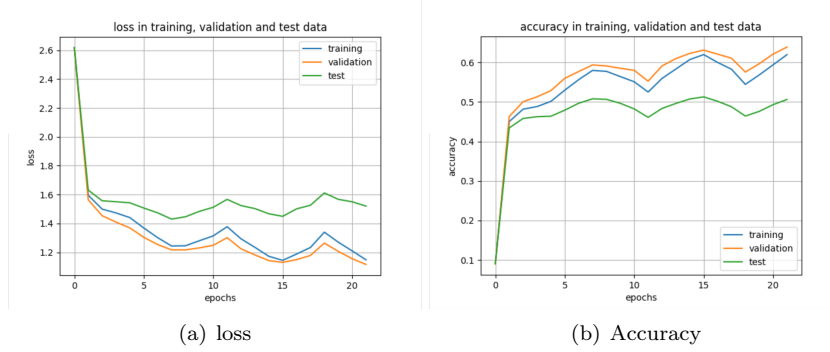 loss in training, validation and test data
2.6
2.4
2.2
2.0
1.8
1.6
1.4
1.2
loss
training
validation
test
0
5
10
15
20
epochs
(a) loss
accuracy in training, validation and test data
0.6
0.5
0.4
0.3
0.2
0.1
accuracy
training
validation
test
0
5
10
15
20
epochs
(b) Accuracy